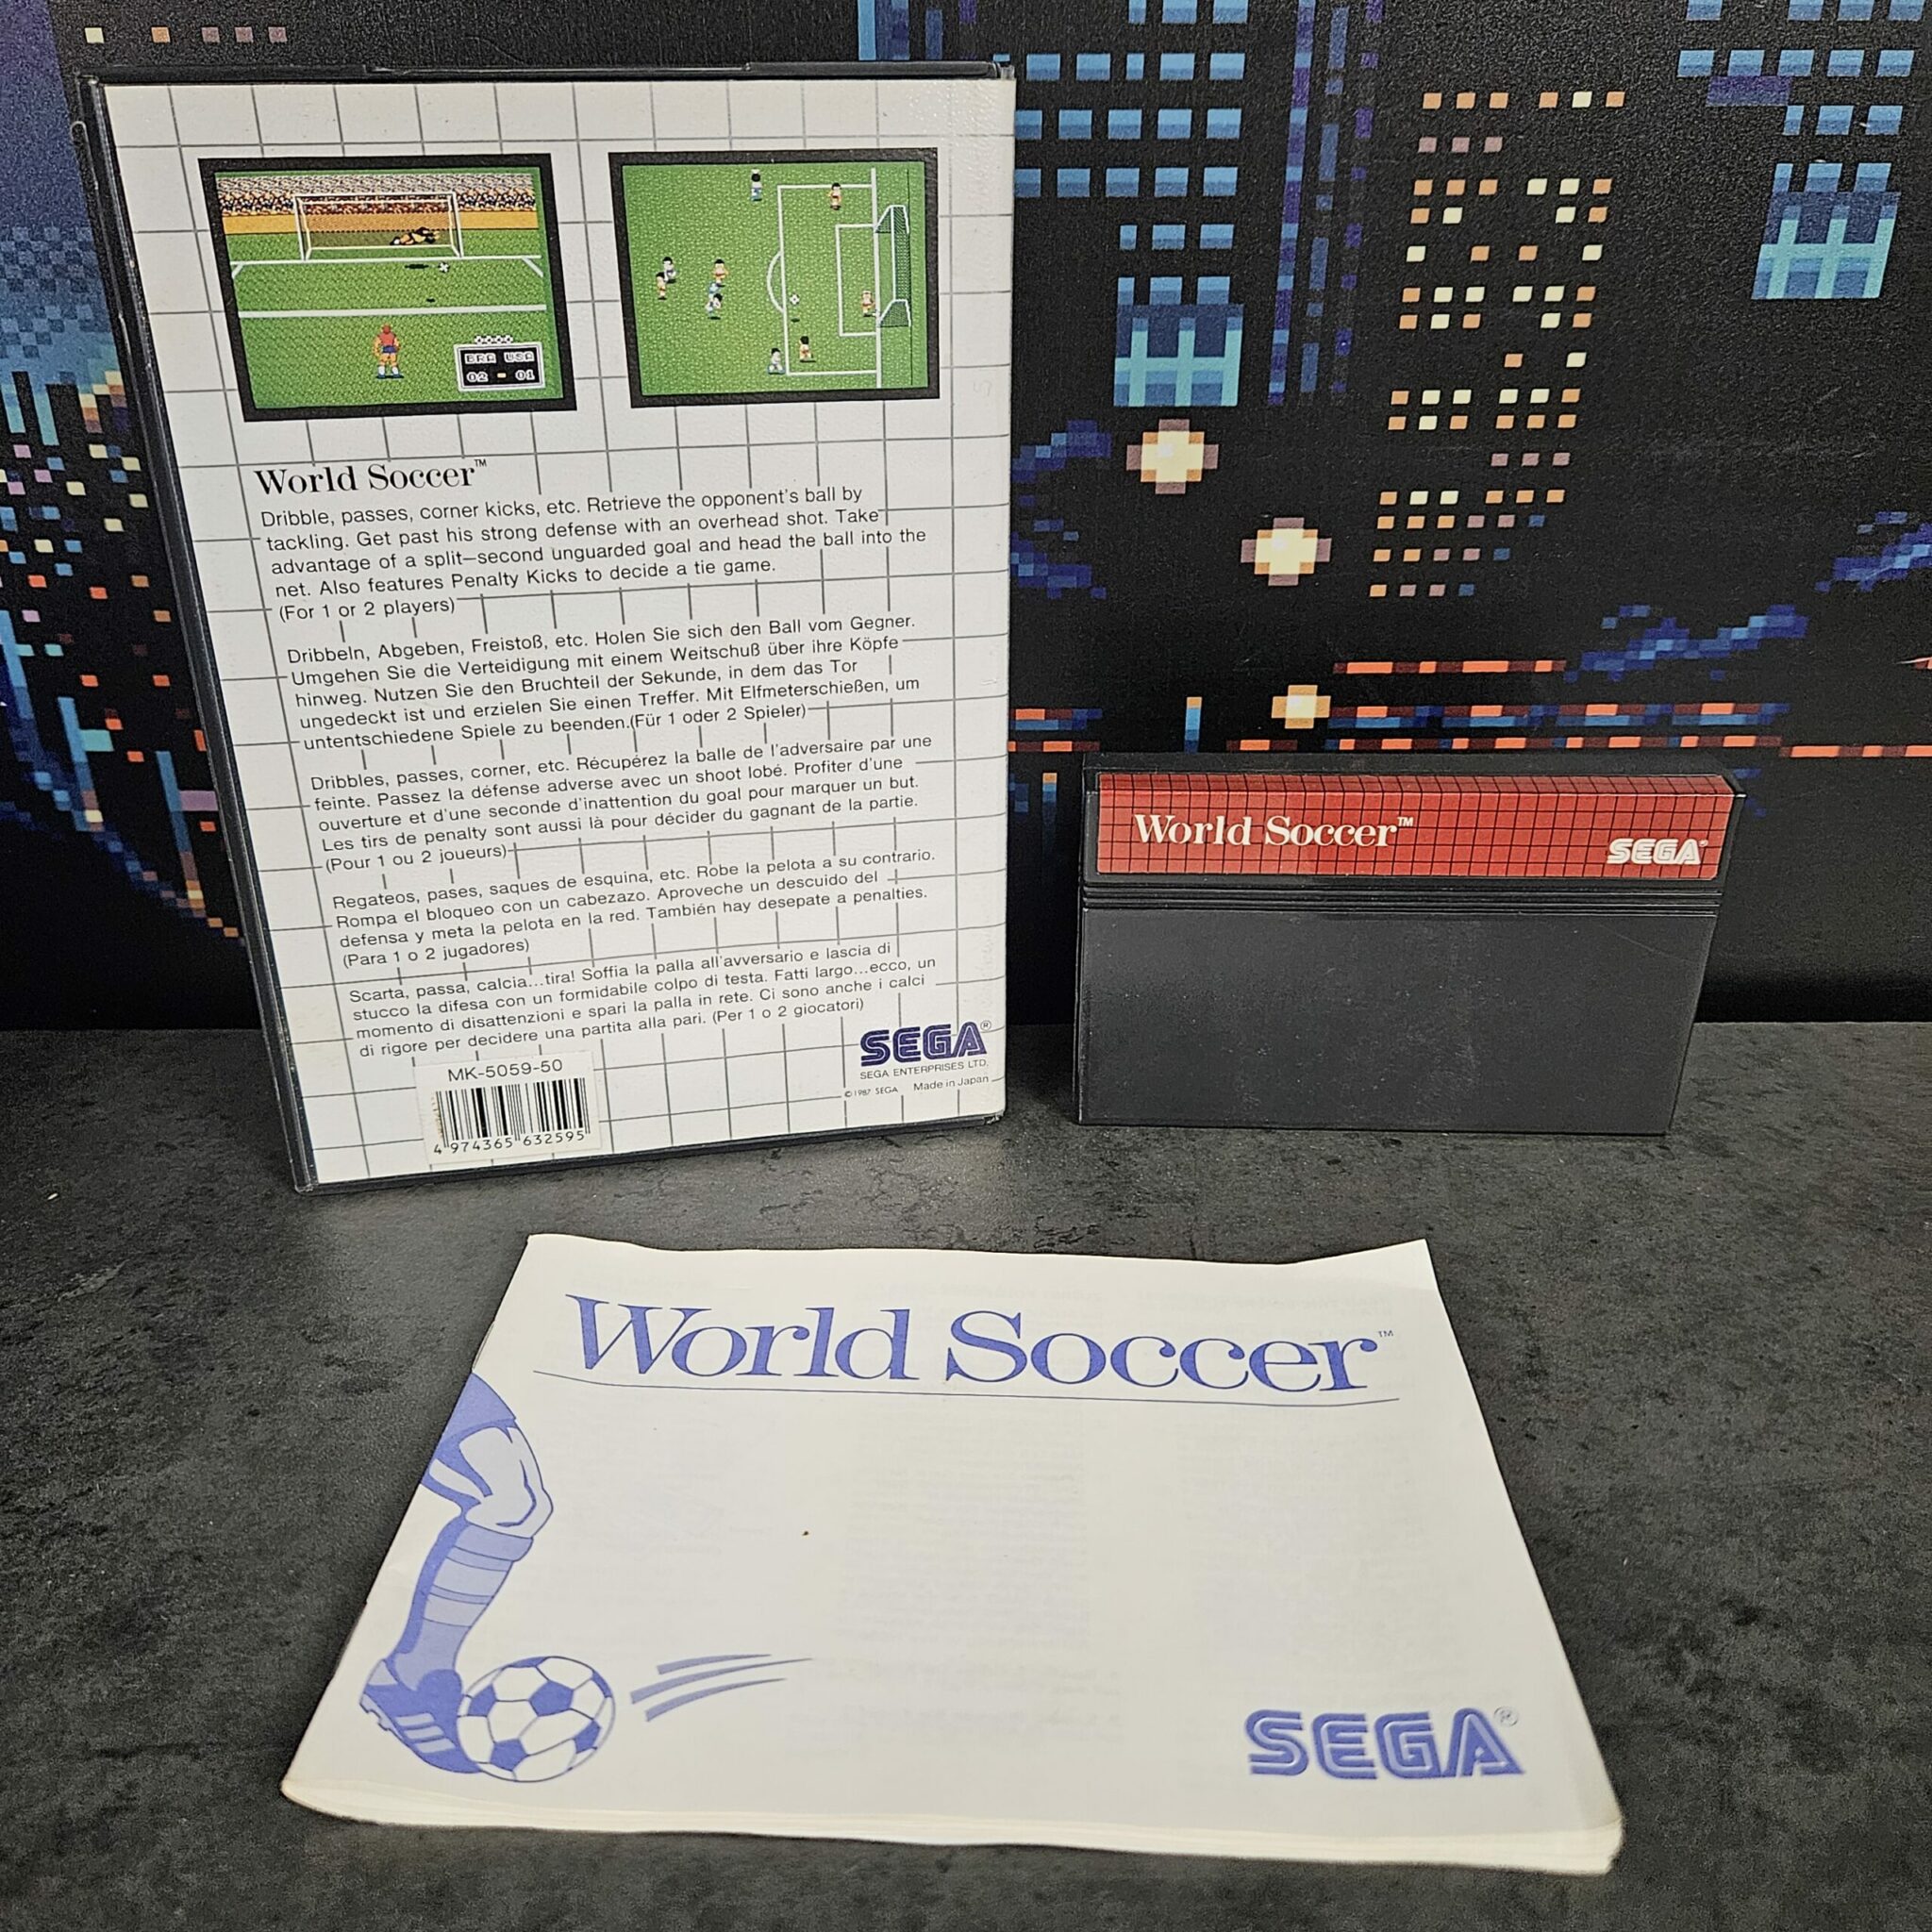 BRA USA
02 - 01
World Soccer™
Dribble, passes, corner kicks, etc. Retrieve the opponent's ball by
tackling. Get past his strong defense with an overhead shot. Take
advantage of a split-second unguarded goal and head the ball into the
net. Also features Penalty Kicks to decide a tie game.
(For 1 or 2 players)
Dribbeln, Abgeben, Freistoß, etc. Holen Sie sich den Ball vom Gegner.
Umgehen Sie die Verteidigung mit einem Weitschuß über ihre Köpfe
hinweg. Nutzen Sie den Bruchteil der Sekunde, in dem das Tor
ungedeckt ist und erzielen Sie einen Treffer. Mit Elfmeterschießen, um
untentschiedene Spiele zu beenden.(Für 1 oder 2 Spieler)
Dribbles, passes, corner, etc. Récupérez la balle de l'adversaire par une
feinte. Passez la défense adverse avec un shoot lobé. Profiter d'une
ouverture et d'une seconde d'inattention du goal pour marquer un but.
Les tirs de penalty sont aussi là pour décider du gagnant de la partie.
(Pour 1 ou 2 joueurs)
Regateos, pases, saques de esquina, etc. Robe la pelota a su contrario.
Rompa el bloqueo con un cabezazo. Aproveche un descuido del
defensa y meta la pelota en la red. También hay desepate a penalties.
(Para 1 o 2 jugadores)
Scarta, passa, calcia...tira! Soffia la palla all'avversario e lascia di
stucco la difesa con un formidabile colpo di testa. Fatti largo...ecco, un
momento di disattenzioni e spari la palla in rete. Ci sono anche i calci
di rigore per decidere una partita alla pari. (Per 1 o 2 giocatori)
SEGA®
SEGA ENTERPRISES LTD.
©1987 SEGA Made in Japan
MK-5059-50
4 974365 632595
World Soccer™
SEGA®
World Soccer™
SEGA®